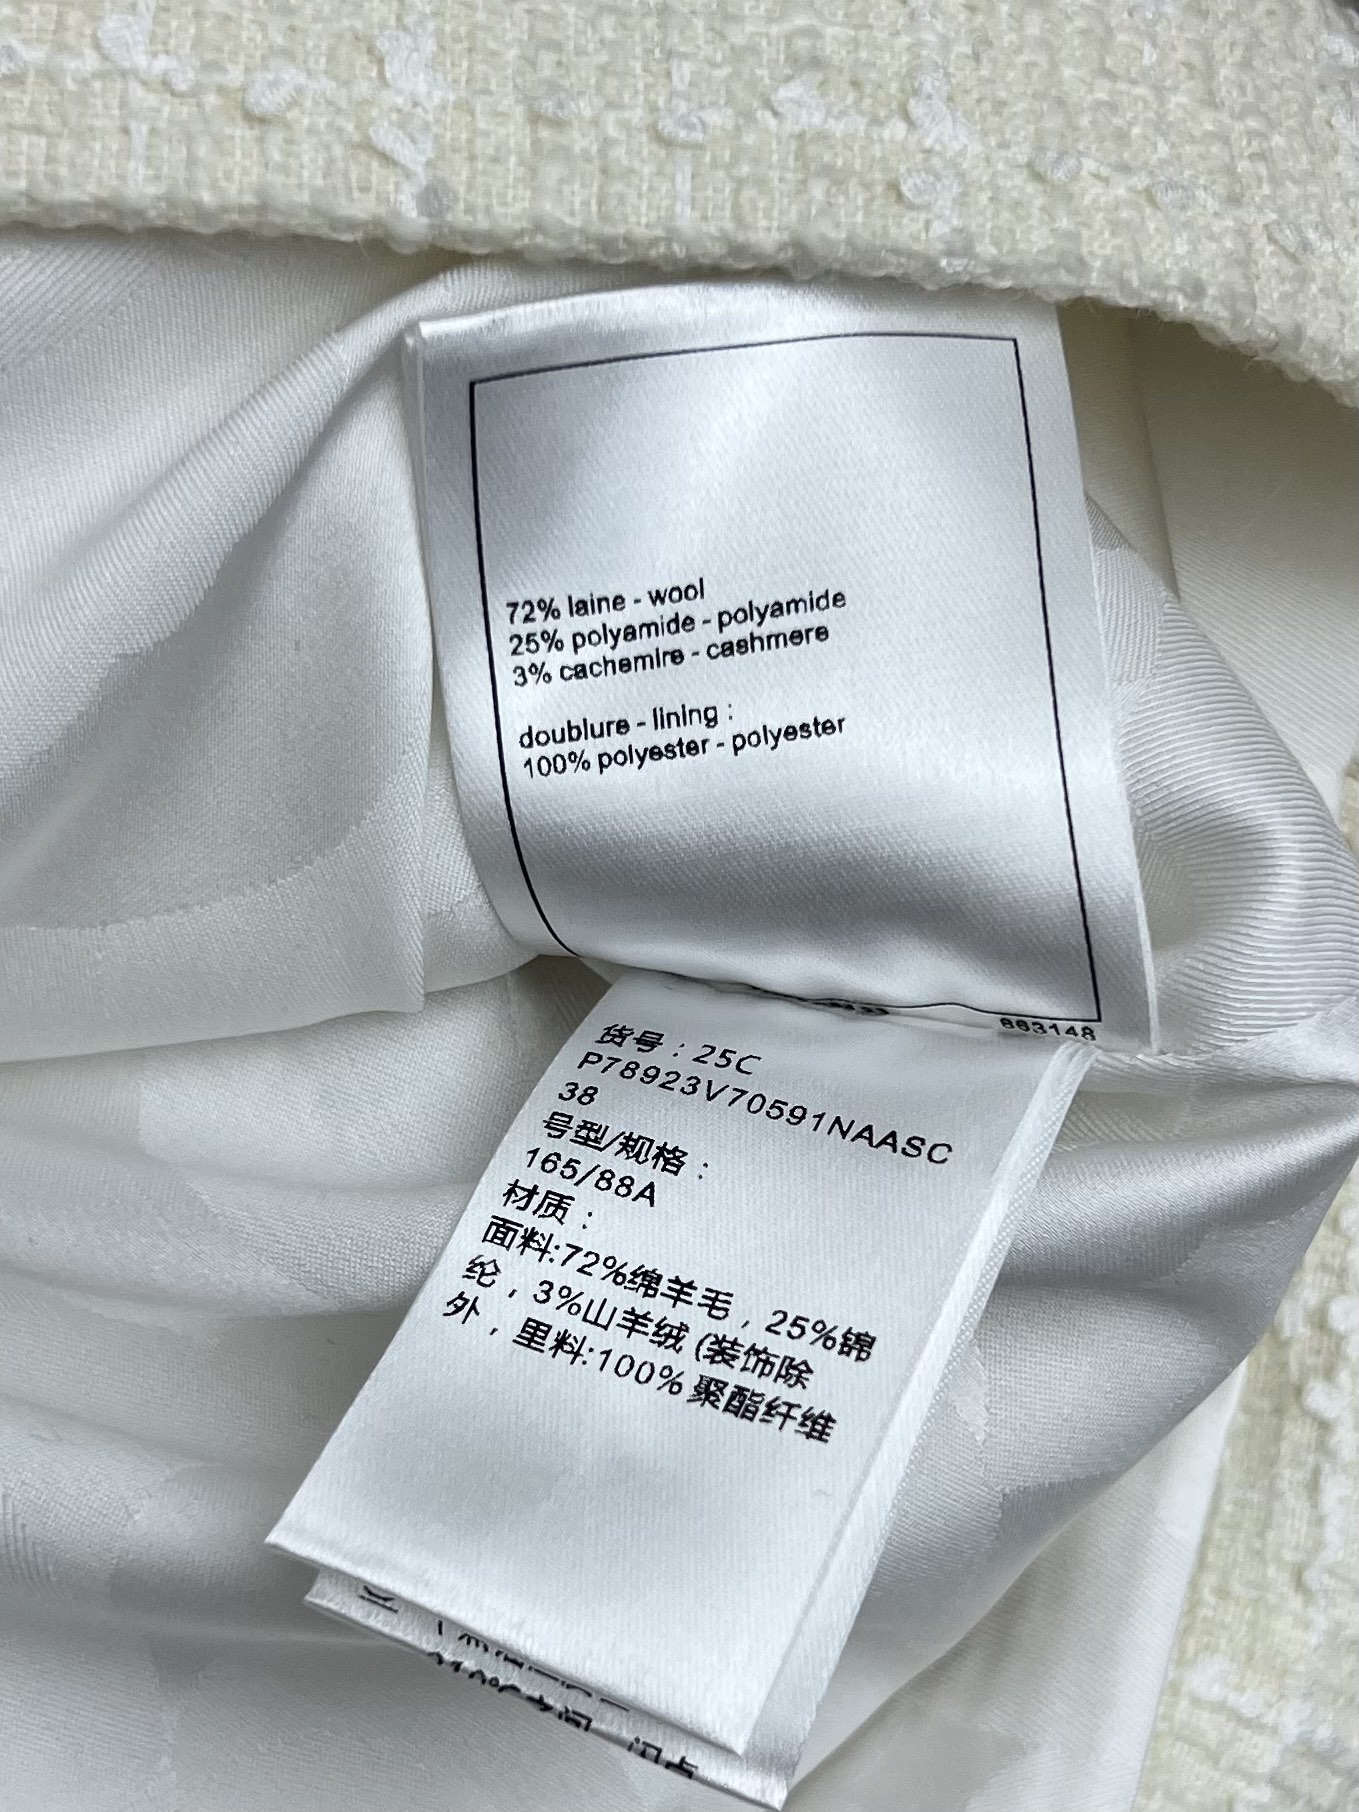 72% laine - wool
25% polyamide - polyamide
3% cachemire - cashmere
doublure - lining :
100% polyester - polyester
663148
货号：25C
P78923V70591NAASC
38
号型/规格：
165/88A
材质：
面料:72%绵羊毛，25%锦
纶，3%山羊绒 (装饰除
外，里料:100% 聚酯纤维